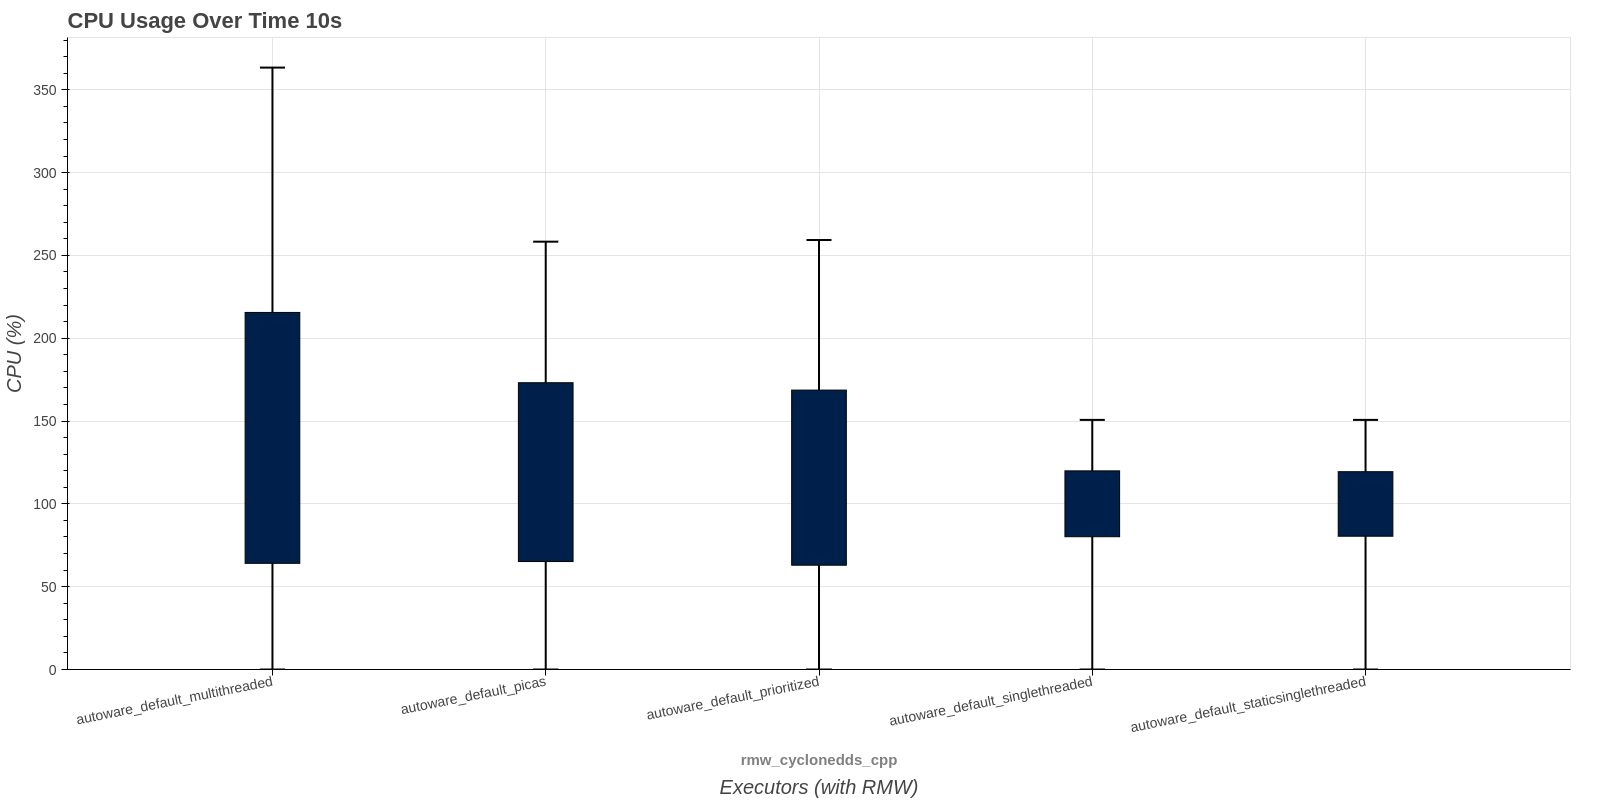 CPU Usage Over Time 10s
CPU (%)
350
300
250
200
150
100
50
0
autoware_default_multithreaded
autoware_default_picas
autoware_default_prioritized
autoware_default_singlethreaded
autoware_default_staticsinglethreaded
rmw_cyclonedds_cpp
Executors (with RMW)